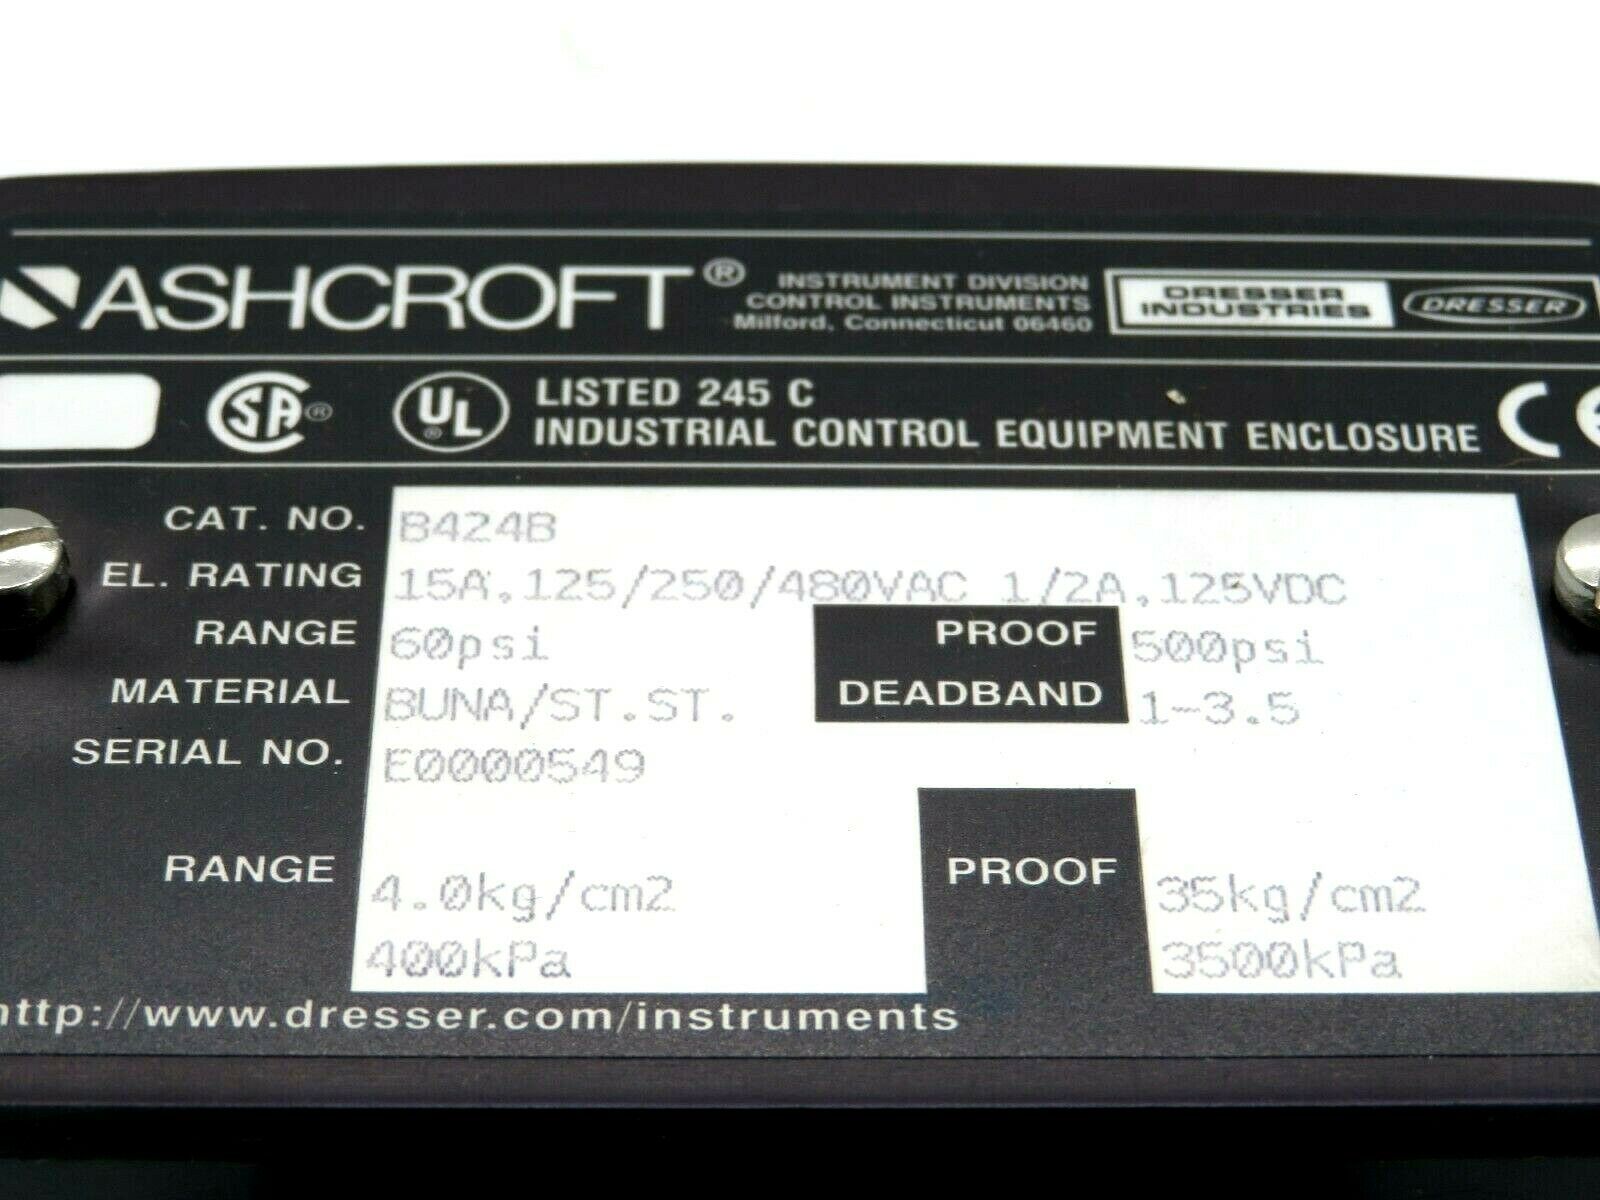 ASHCROFT® INSTRUMENT DIVISION
CONTROL INSTRUMENTS
Milford, Connecticut 06460
DRESSER
INDUSTRIES
DRESSER
SA®
UL®
LISTED 245 C
INDUSTRIAL CONTROL EQUIPMENT ENCLOSURE
CE
CAT. NO. B424B
EL. RATING 15A,125/250/480VAC 1/2A,125VDC
RANGE 60psi PROOF 500psi
MATERIAL BUNA/ST.ST. DEADBAND 1-3.5
SERIAL NO. E0000549
RANGE 4.0kg/cm2 PROOF 35kg/cm2
400kPa 3500kPa
http://www.dresser.com/instruments